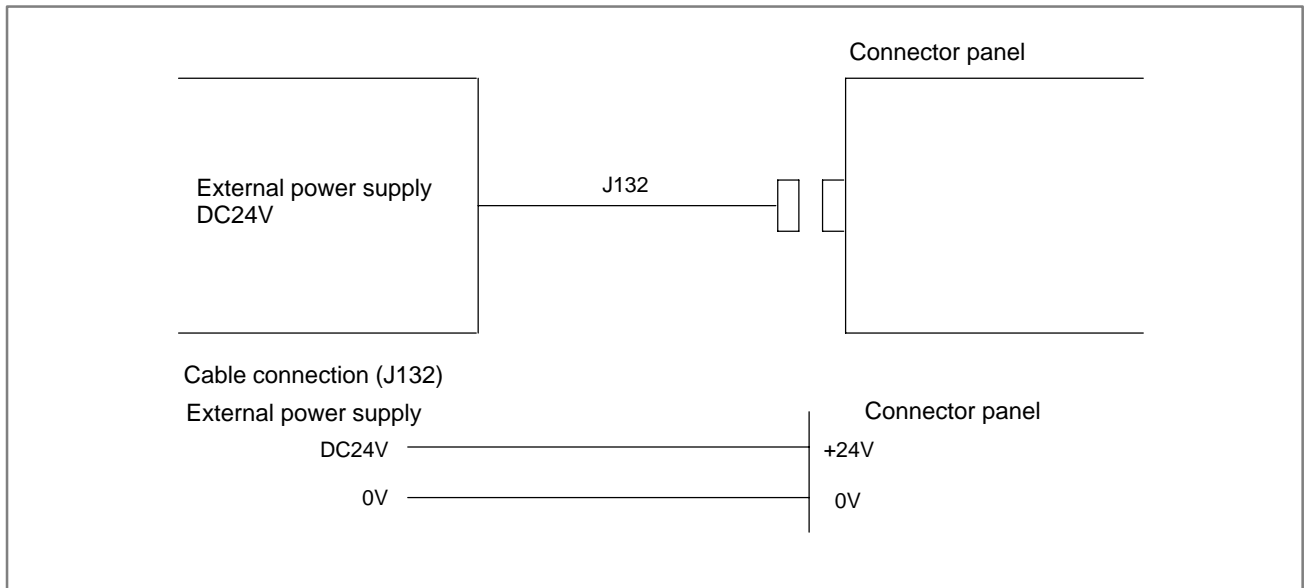 Connector panel
External power supply
DC24V
J132
Cable connection (J132)
External power supply
Connector panel
DC24V
+24V
0V
0V